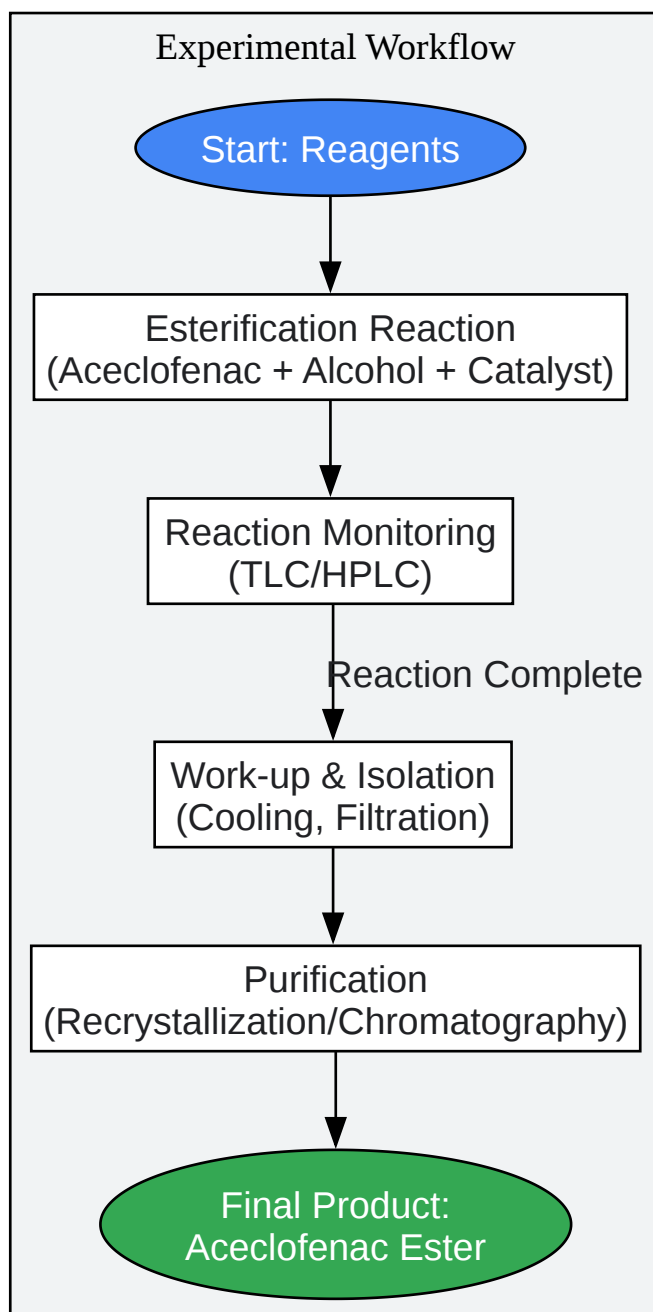 Experimental Workflow
Start: Reagents
Esterification Reaction
(Aceclofenac + Alcohol + Catalyst)
Reaction Monitoring
(TLC/HPLC)
Reaction Complete
Work-up & Isolation
(Cooling, Filtration)
Purification
(Recrystallization/Chromatography)
Final Product:
Aceclofenac Ester